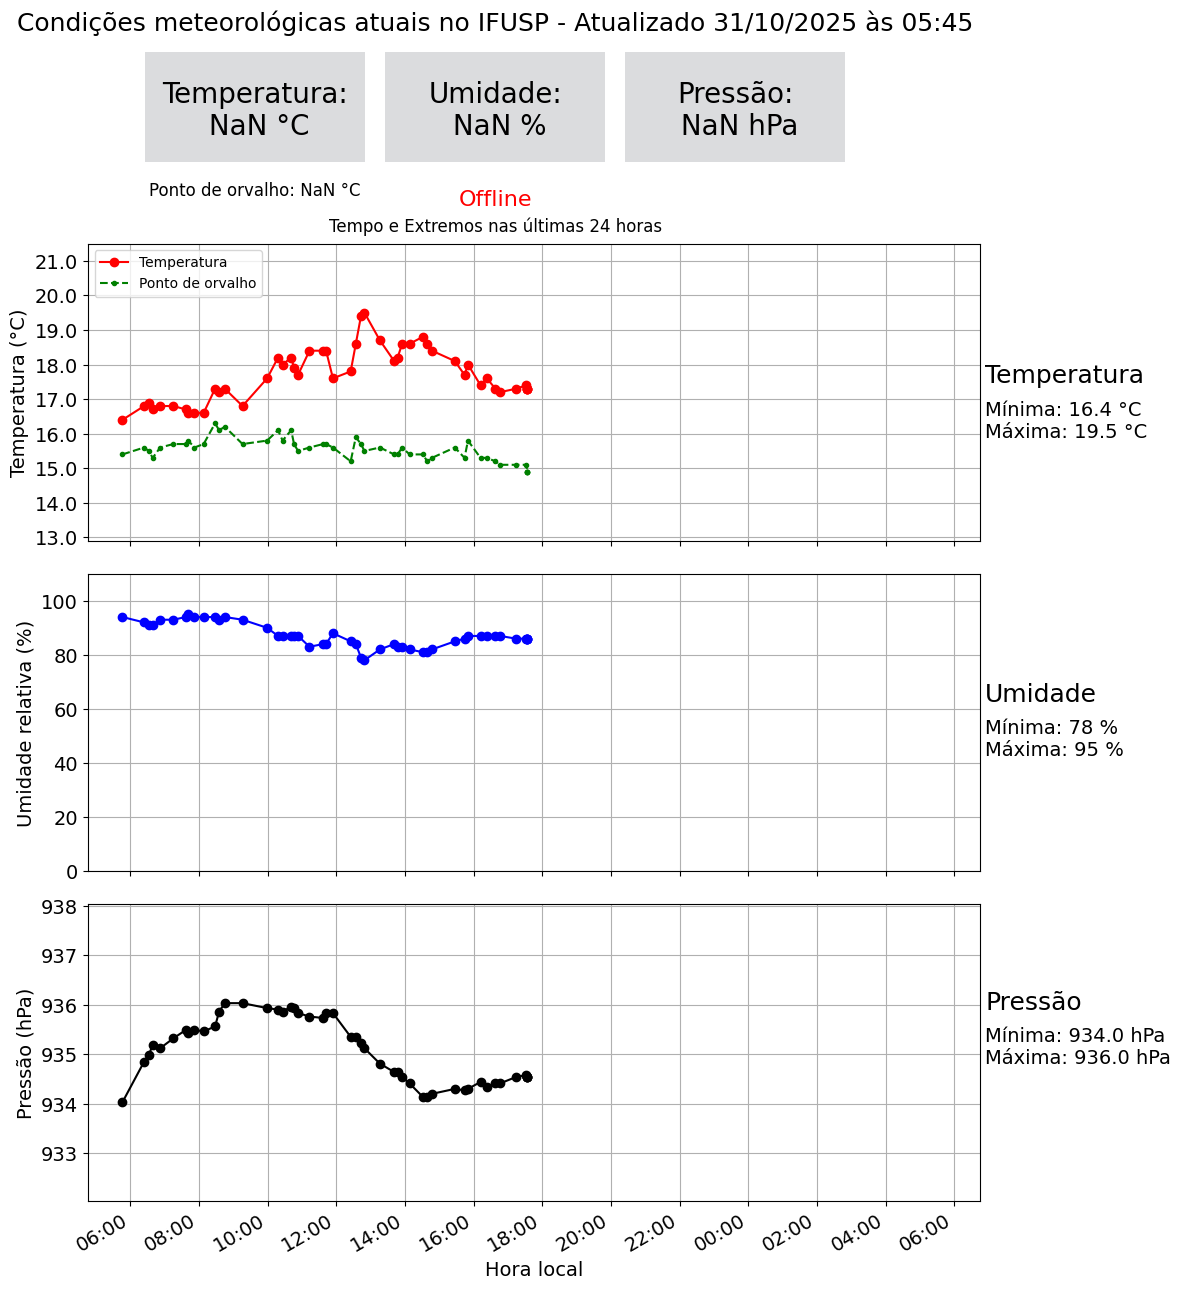 Condições meteorológicas atuais no IFUSP - Atualizado 31/10/2025 às 05:45
Temperatura:
NaN °C
Umidade:
NaN %
Pressão:
NaN hPa
Ponto de orvalho: NaN °C
Offline
Tempo e Extremos nas últimas 24 horas
Temperatura
Ponto de orvalho
Temperatura (°C)
21.0
20.0
19.0
18.0
17.0
16.0
15.0
14.0
13.0
Temperatura
Mínima: 16.4 °C
Máxima: 19.5 °C
Umidade relativa (%)
100
80
60
40
20
0
Umidade
Mínima: 78 %
Máxima: 95 %
Pressão (hPa)
938
937
936
935
934
933
Pressão
Mínima: 934.0 hPa
Máxima: 936.0 hPa
06:00
08:00
10:00
12:00
14:00
16:00
18:00
20:00
22:00
00:00
02:00
04:00
06:00
Hora local